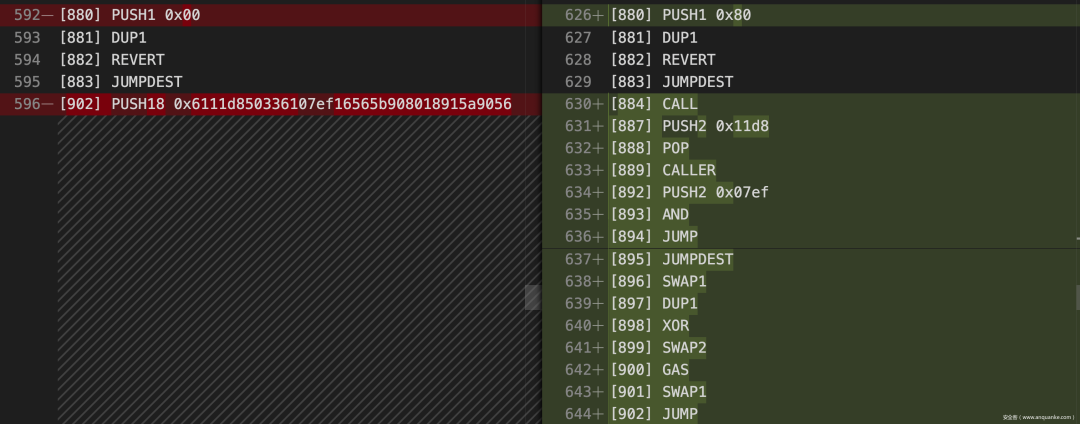 592— [880] PUSH1 0x00
593 [881] DUP1
594 [882] REVERT
595 [883] JUMPDEST
596— [902] PUSH18 0x6111d850336107ef16565b908018915a9056
626+ [880] PUSH1 0x80
627 [881] DUP1
628 [882] REVERT
629 [883] JUMPDEST
630+ [884] CALL
631+ [887] PUSH2 0x11d8
632+ [888] POP
633+ [889] CALLER
634+ [892] PUSH2 0x07ef
635+ [893] AND
636+ [894] JUMP
637+ [895] JUMPDEST
638+ [896] SWAP1
639+ [897] DUP1
640+ [898] XOR
641+ [899] SWAP2
642+ [900] GAS
643+ [901] SWAP1
644+ [902] JUMP
安全客（www.anquanke.com）